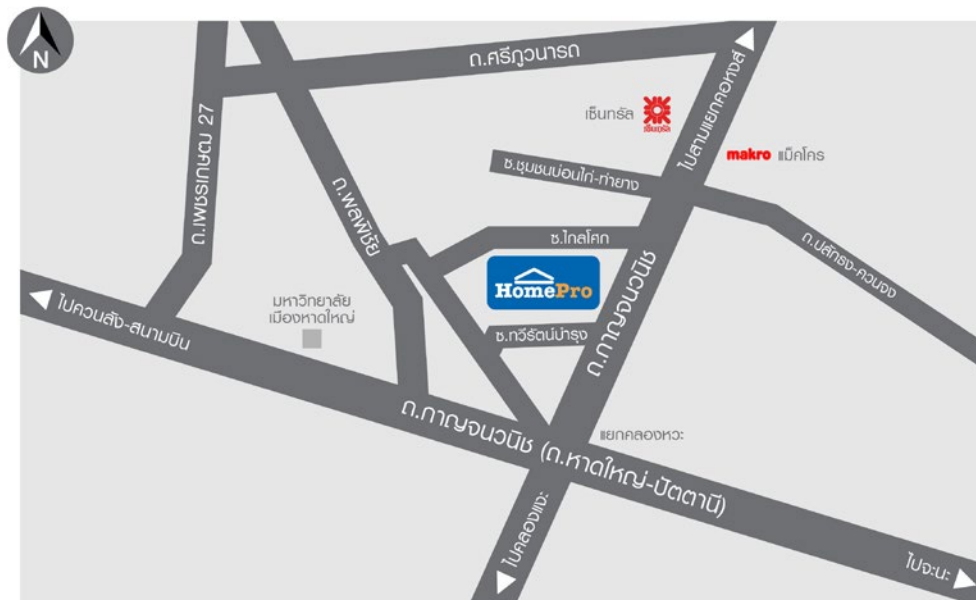 N
ถ.ศรีภูวนารถ
เซ็นทรัล
เซ็นทรัล
ไปสามแยกคอหงส์
makro แม็คโคร
ถ.เพชรเกษม 27
ถ.พลพิชัย
ซ.ชุมชนบ่อนไก่-ท่ายาง
ซ.ไกลโศก
HomePro
ถ.ปลักธง-ควนจง
ไปควนลัง-สนามบิน
มหาวิทยาลัย
เมืองหาดใหญ่
ซ.ทวีรัตน์บำรุง
ถ.กาญจนวนิช
แยกคลองหวะ
ถ.กาญจนวนิช (ถ.หาดใหญ่-ปัตตานี)
ไปคลองแงะ
ไปจะนะ